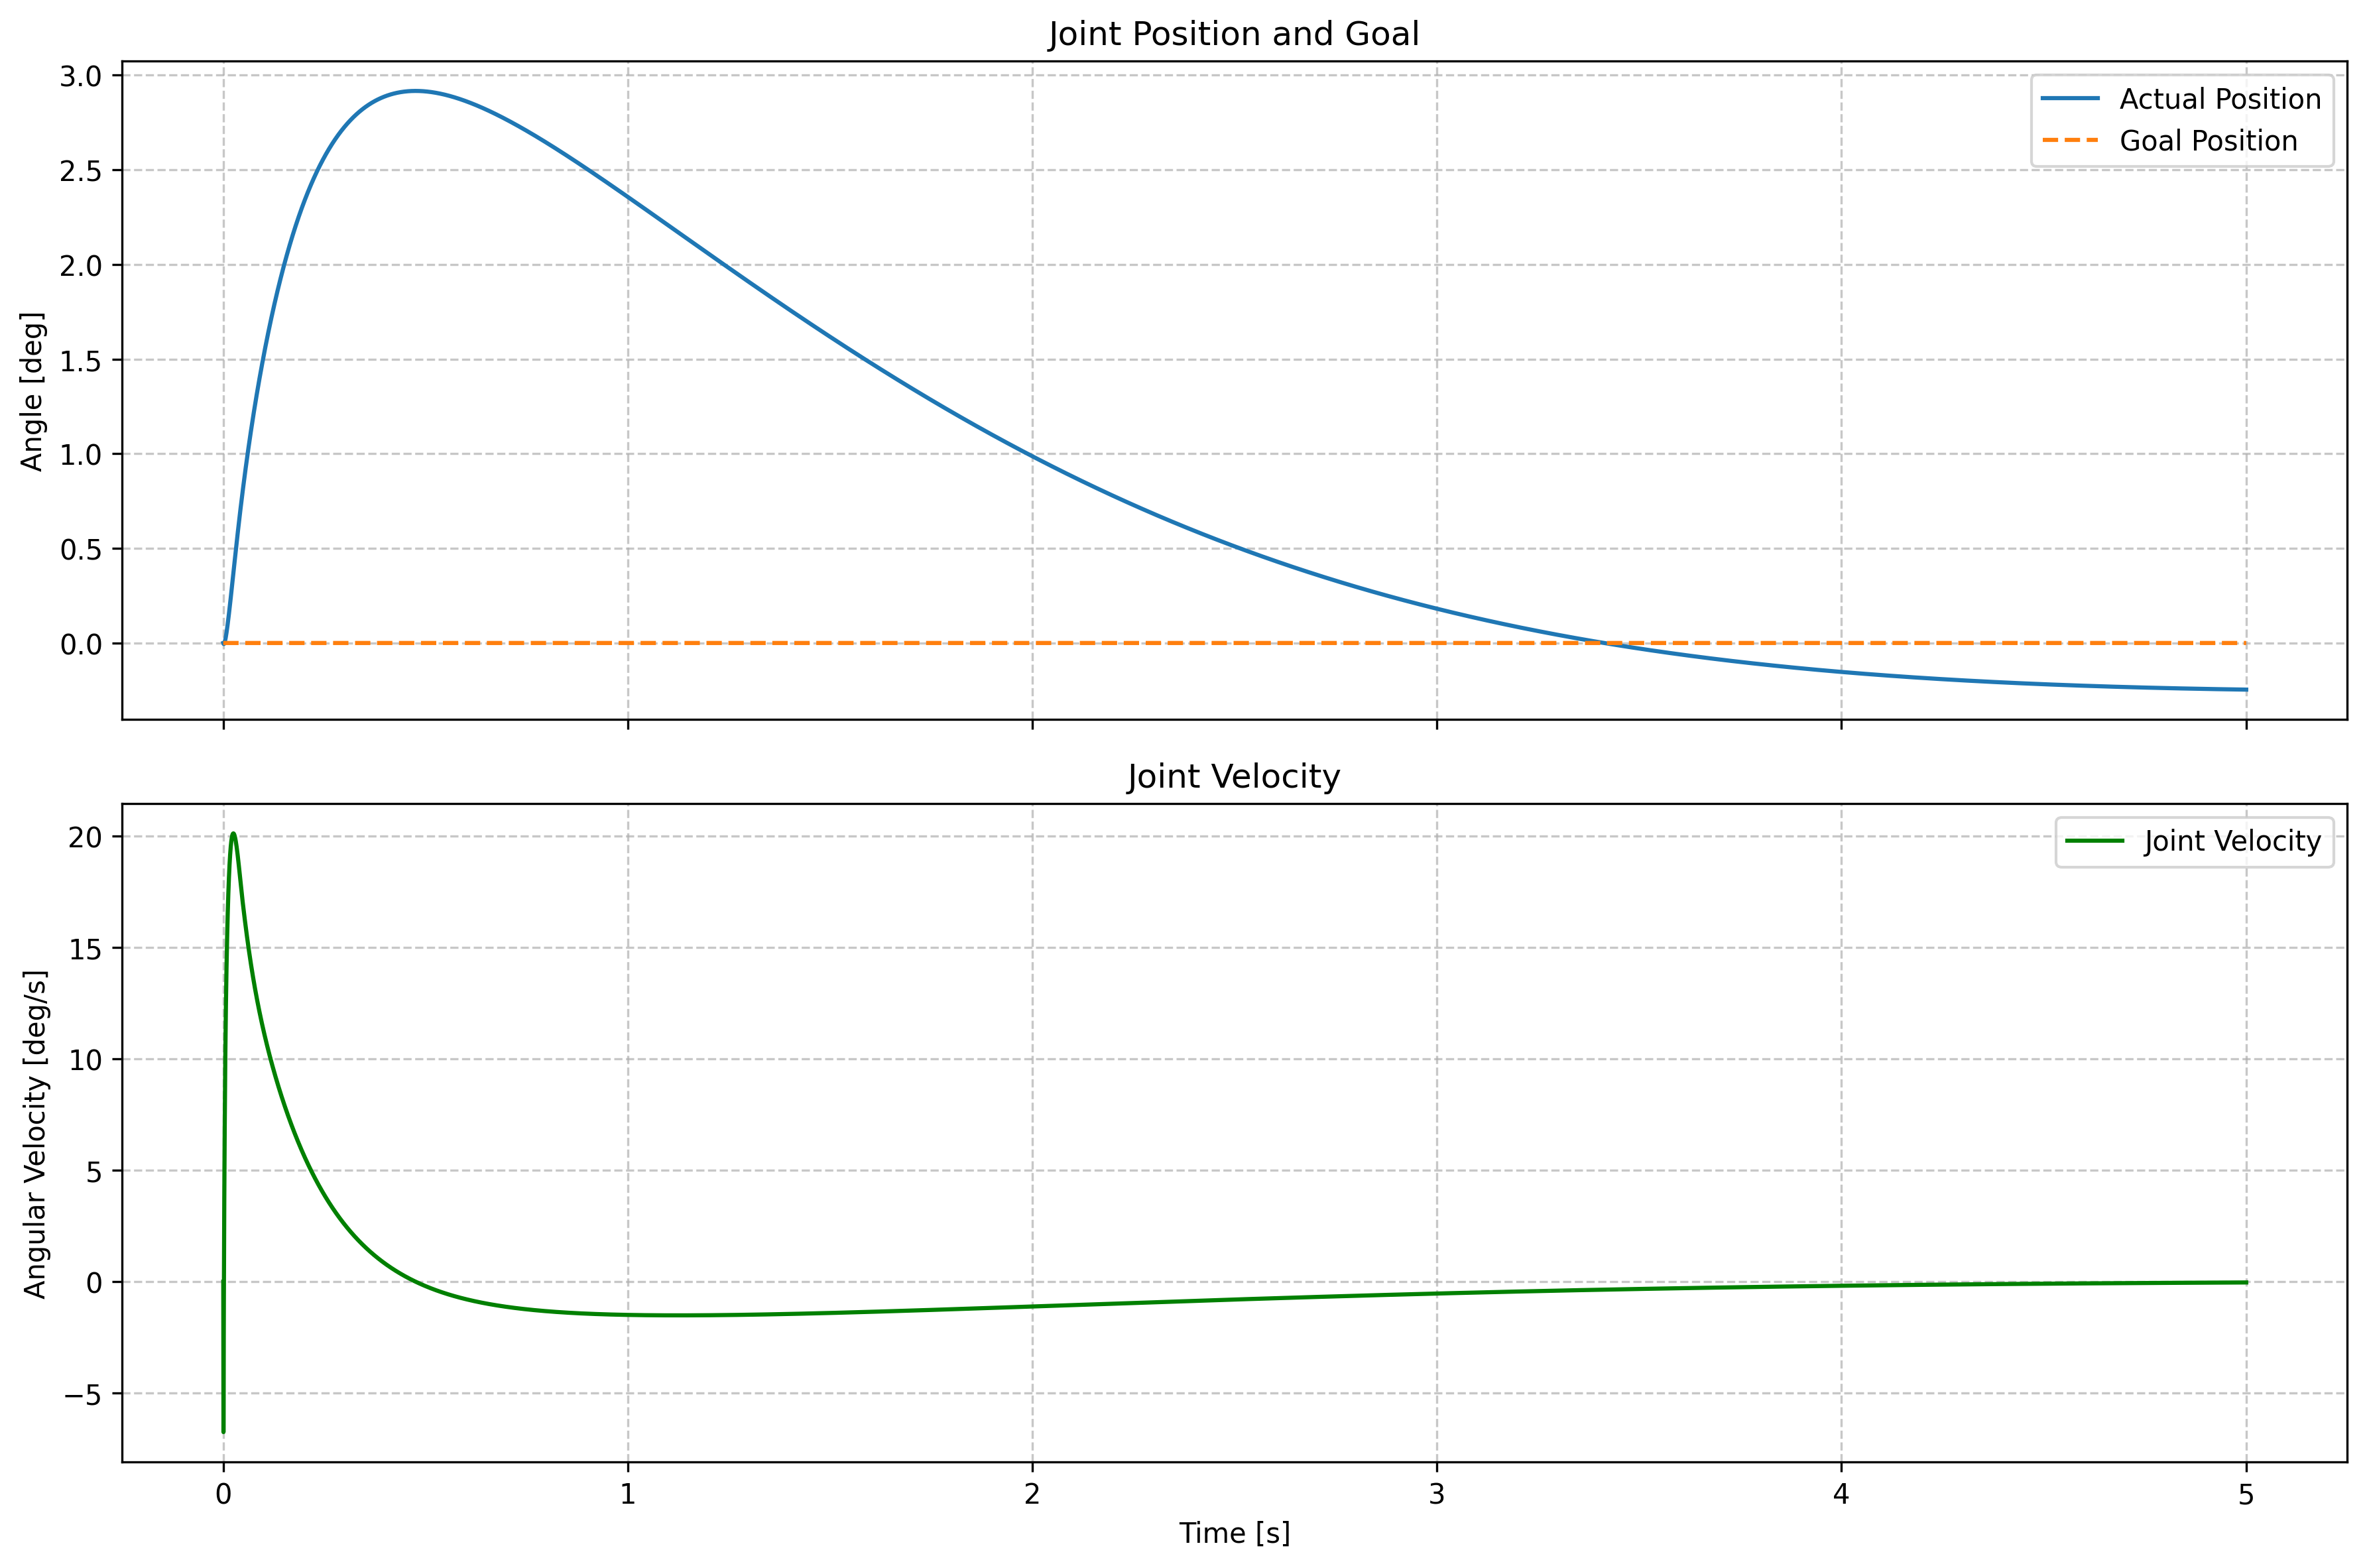 Joint Position and Goal
3.0
2.5
2.0
1.5
1.0
0.5
0.0
Angle [deg]
Actual Position
Goal Position
Joint Velocity
20
15
10
5
0
−5
Angular Velocity [deg/s]
Joint Velocity
0 1 2 3 4 5
Time [s]